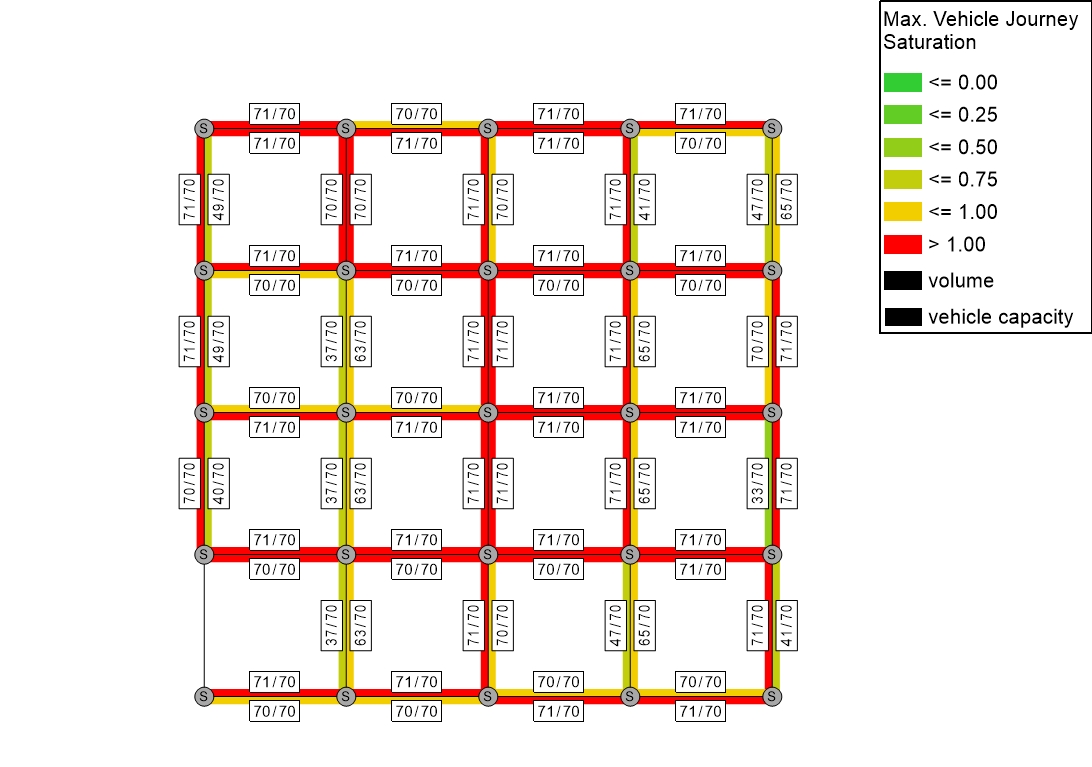 Max. Vehicle Journey
Saturation
<= 0.00
<= 0.25
<= 0.50
<= 0.75
<= 1.00
> 1.00
volume
vehicle capacity
71/70 70/70 71/70 71/70
S S S S S
71/70 71/70 71/70 70/70
71/70 49/70 70/70 70/70 71/70 70/70 71/70 41/70 47/70 65/70
71/70 71/70 71/70 71/70
S S S S S
70/70 70/70 70/70 70/70
71/70 49/70 37/70 63/70 71/70 71/70 71/70 65/70 70/70 71/70
70/70 70/70 71/70 71/70
S S S S S
71/70 71/70 71/70 71/70
70/70 40/70 37/70 63/70 71/70 71/70 71/70 65/70 33/70 71/70
71/70 71/70 71/70 71/70
S S S S S
70/70 70/70 70/70 71/70
37/70 63/70 71/70 70/70 47/70 65/70 71/70 41/70
71/70 71/70 70/70 70/70
S S S S S
70/70 70/70 71/70 71/70